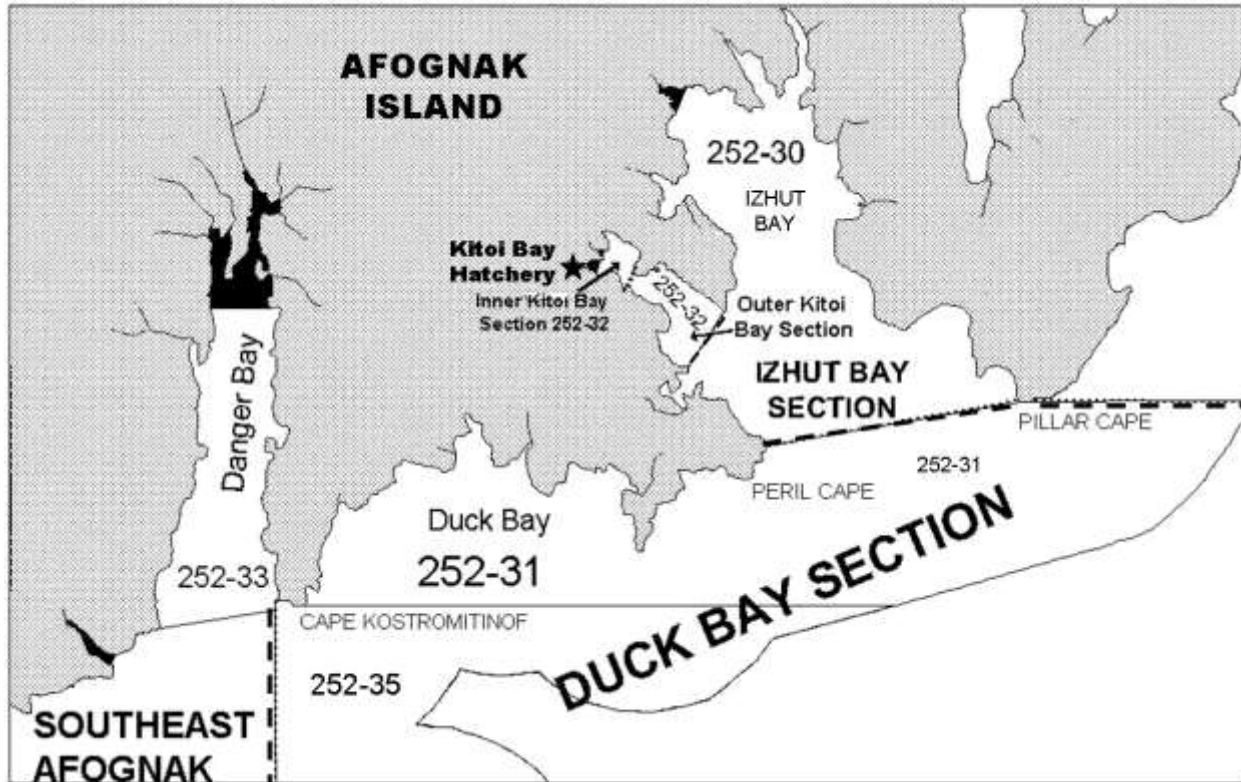 AFOGNAK
ISLAND
252-30
IZHUT
BAY
Kitoi Bay
Hatchery
Inner Kitoi Bay
Section 252-32
252-32
Outer Kitoi
Bay Section
IZHUT BAY
SECTION
PILLAR CAPE
Danger Bay
252-31
PERIL CAPE
Duck Bay
252-31
252-33
DUCK BAY SECTION
CAPE KOSTROMITINOF
252-35
SOUTHEAST
AFOGNAK